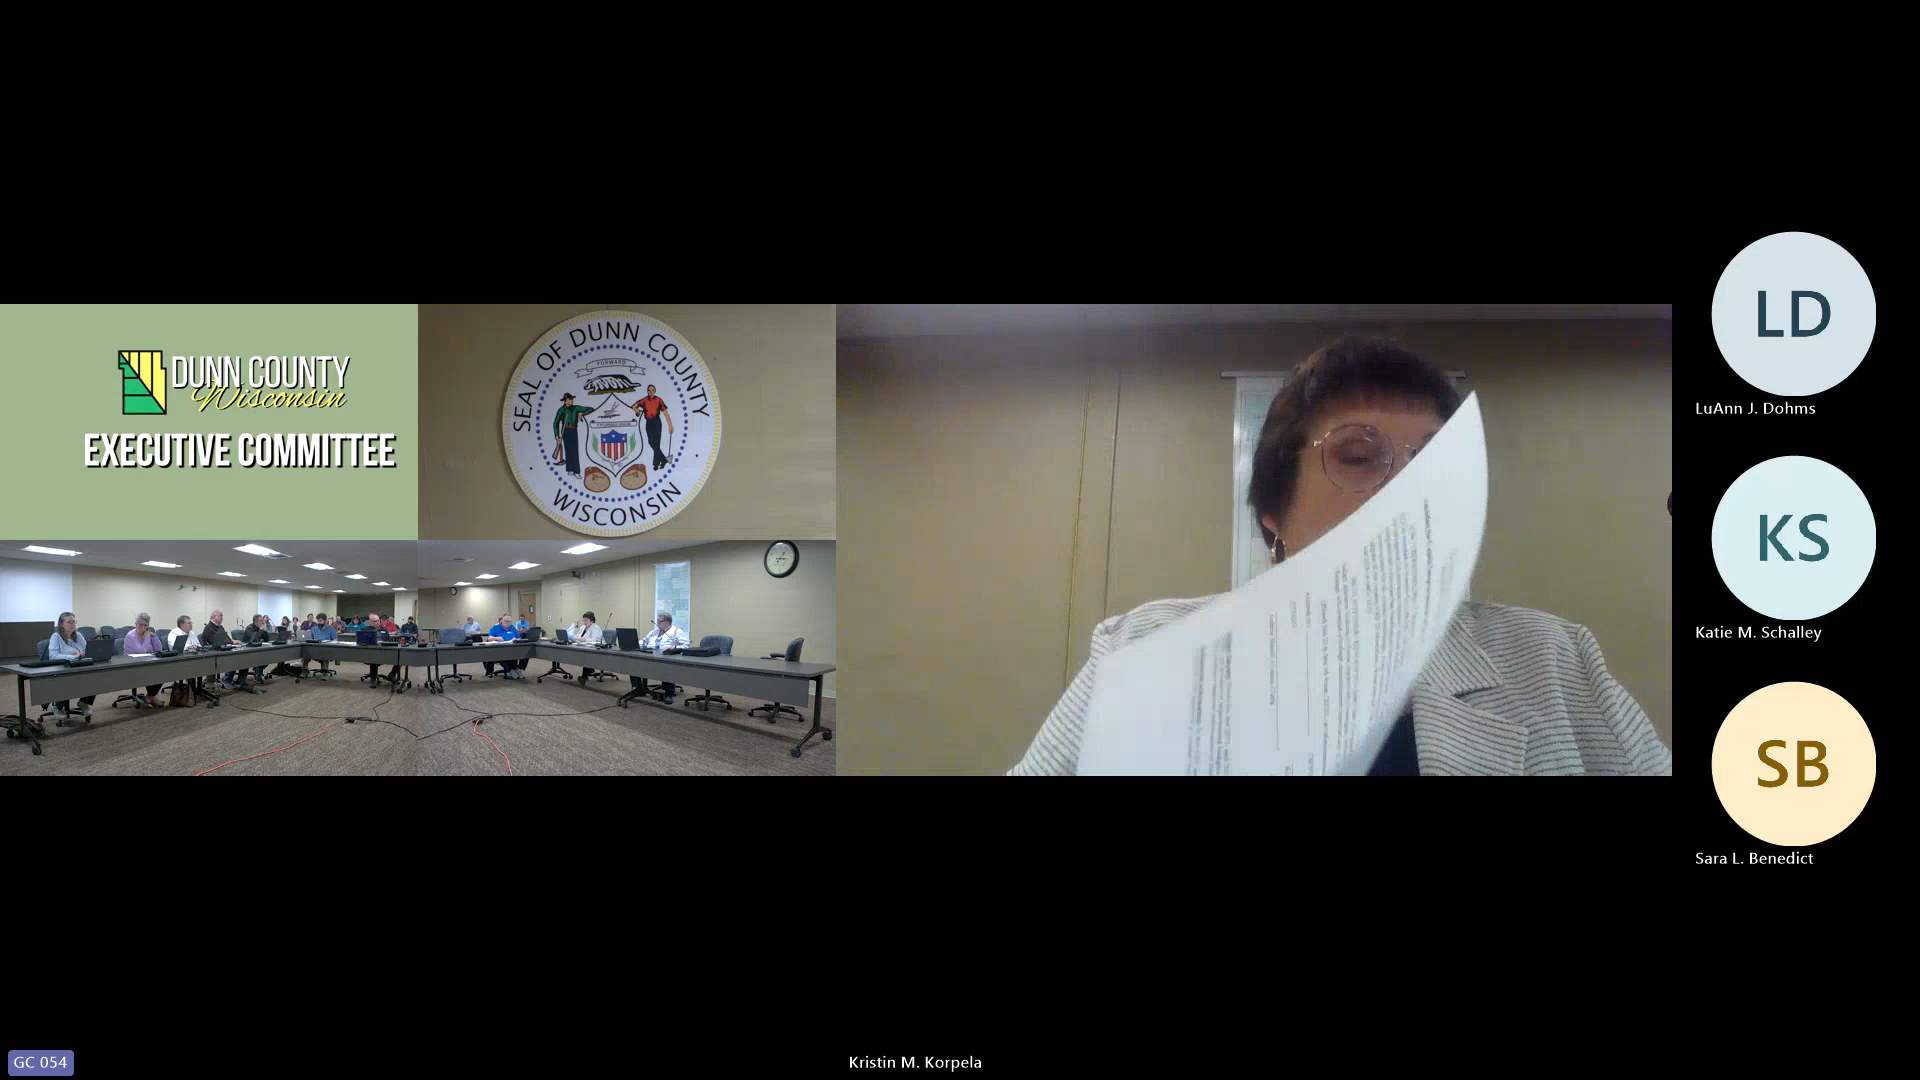 DUNN COUNTY
Wisconsin
EXECUTIVE COMMITTEE
SEAL OF DUNN COUNTY
FORWARD
WISCONSIN
LD
LuAnn J. Dohms
KS
Katie M. Schalley
SB
Sara L. Benedict
GC 054
Kristin M. Korpela